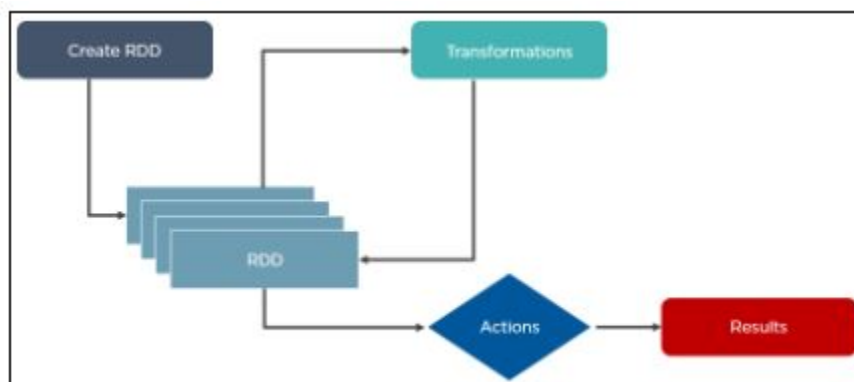 Create RDD
Transformations
RDD
Actions
Results